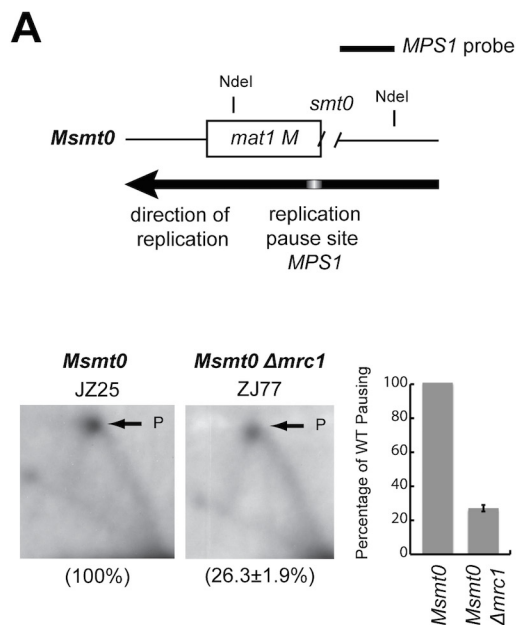 A
MPS1 probe
NdeI
smt0
NdeI
Msmt0
mat1 M
direction of
replication
replication
pause site
MPS1
Msmt0
JZ25
P
(100%)
Msmt0 Δmrc1
ZJ77
P
(26.3±1.9%)
Percentage of WT Pausing
100
80
60
40
20
0
Msmt0
Msmt0
Δmrc1